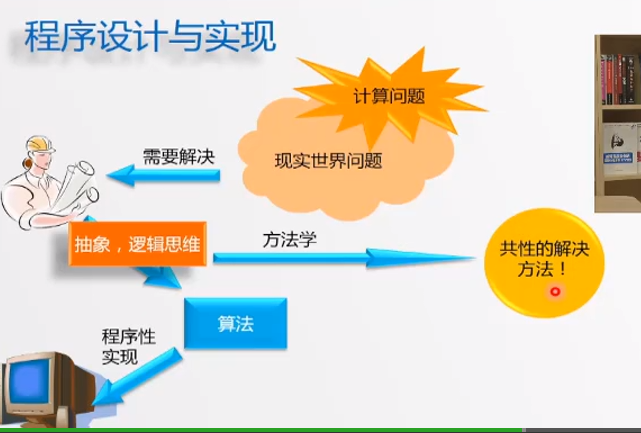 程序设计与实现
计算问题
需要解决
现实世界问题
抽象，逻辑思维
方法学
共性的解决
方法！
算法
程序性
实现